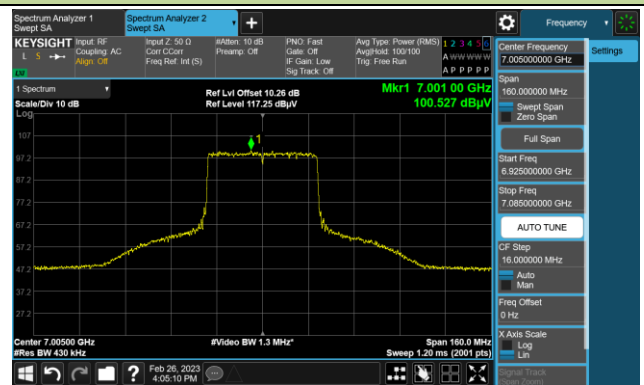 Spectrum Analyzer 1
Swept SA
Spectrum Analyzer 2
Swept SA
Frequency
KEYSIGHT
L S
Input: RF
Coupling: AC
Align: Off
Input Z: 50 Ω
Corr CCorr
Freq Ref: Int (S)
#Atten: 10 dB
Preamp: Off
PNO: Fast
Gate: Off
IF Gain: Low
Sig Track: Off
Avg Type: Power (RMS)
Avg|Hold: 100/100
Trig: Free Run
1 2 3 4 5 6
A W W W W W
A P P P P P
1 Spectrum
Scale/Div 10 dB
Log
Ref Lvl Offset 10.26 dB
Ref Level 117.25 dBµV
Mkr1 7.001 00 GHz
100.527 dBµV
1
107
97.2
87.2
77.2
67.2
57.2
47.2
37.2
27.2
Center 7.00500 GHz
#Res BW 430 kHz
#Video BW 1.3 MHz*
Span 160.0 MHz
Sweep 1.20 ms (2001 pts)
Feb 26, 2023
4:05:10 PM
Center Frequency
7.005000000 GHz
Settings
Span
160.000000 MHz
Swept Span
Zero Span
Full Span
Start Freq
6.925000000 GHz
Stop Freq
7.085000000 GHz
AUTO TUNE
CF Step
16.000000 MHz
Auto
Man
Freq Offset
0 Hz
X Axis Scale
Log
Lin
Signal Track
(Span Zoom)